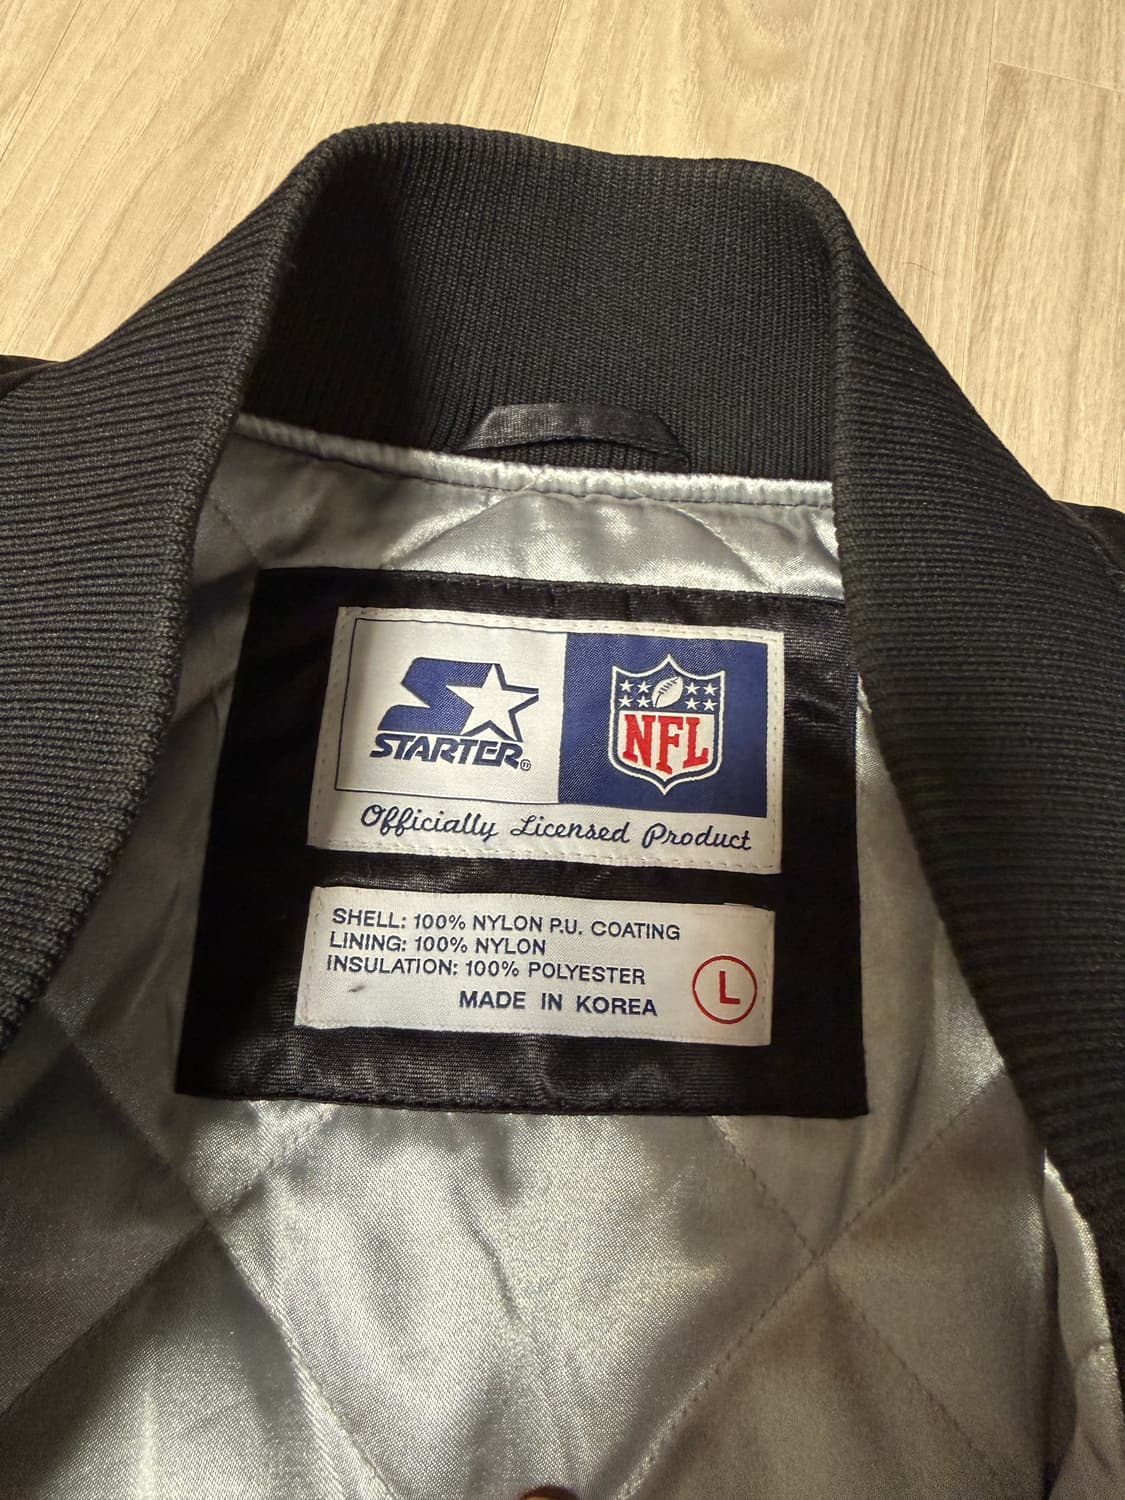 STARTER®
NFL
Officially Licensed Product
SHELL: 100% NYLON P.U. COATING
LINING: 100% NYLON
INSULATION: 100% POLYESTER
MADE IN KOREA
L